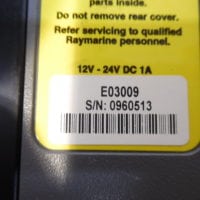 parts inside.
Do not remove rear cover.
Refer servicing to qualified
Raymarine personnel.
12V - 24V DC 1A
E03009
S/N: 0960513